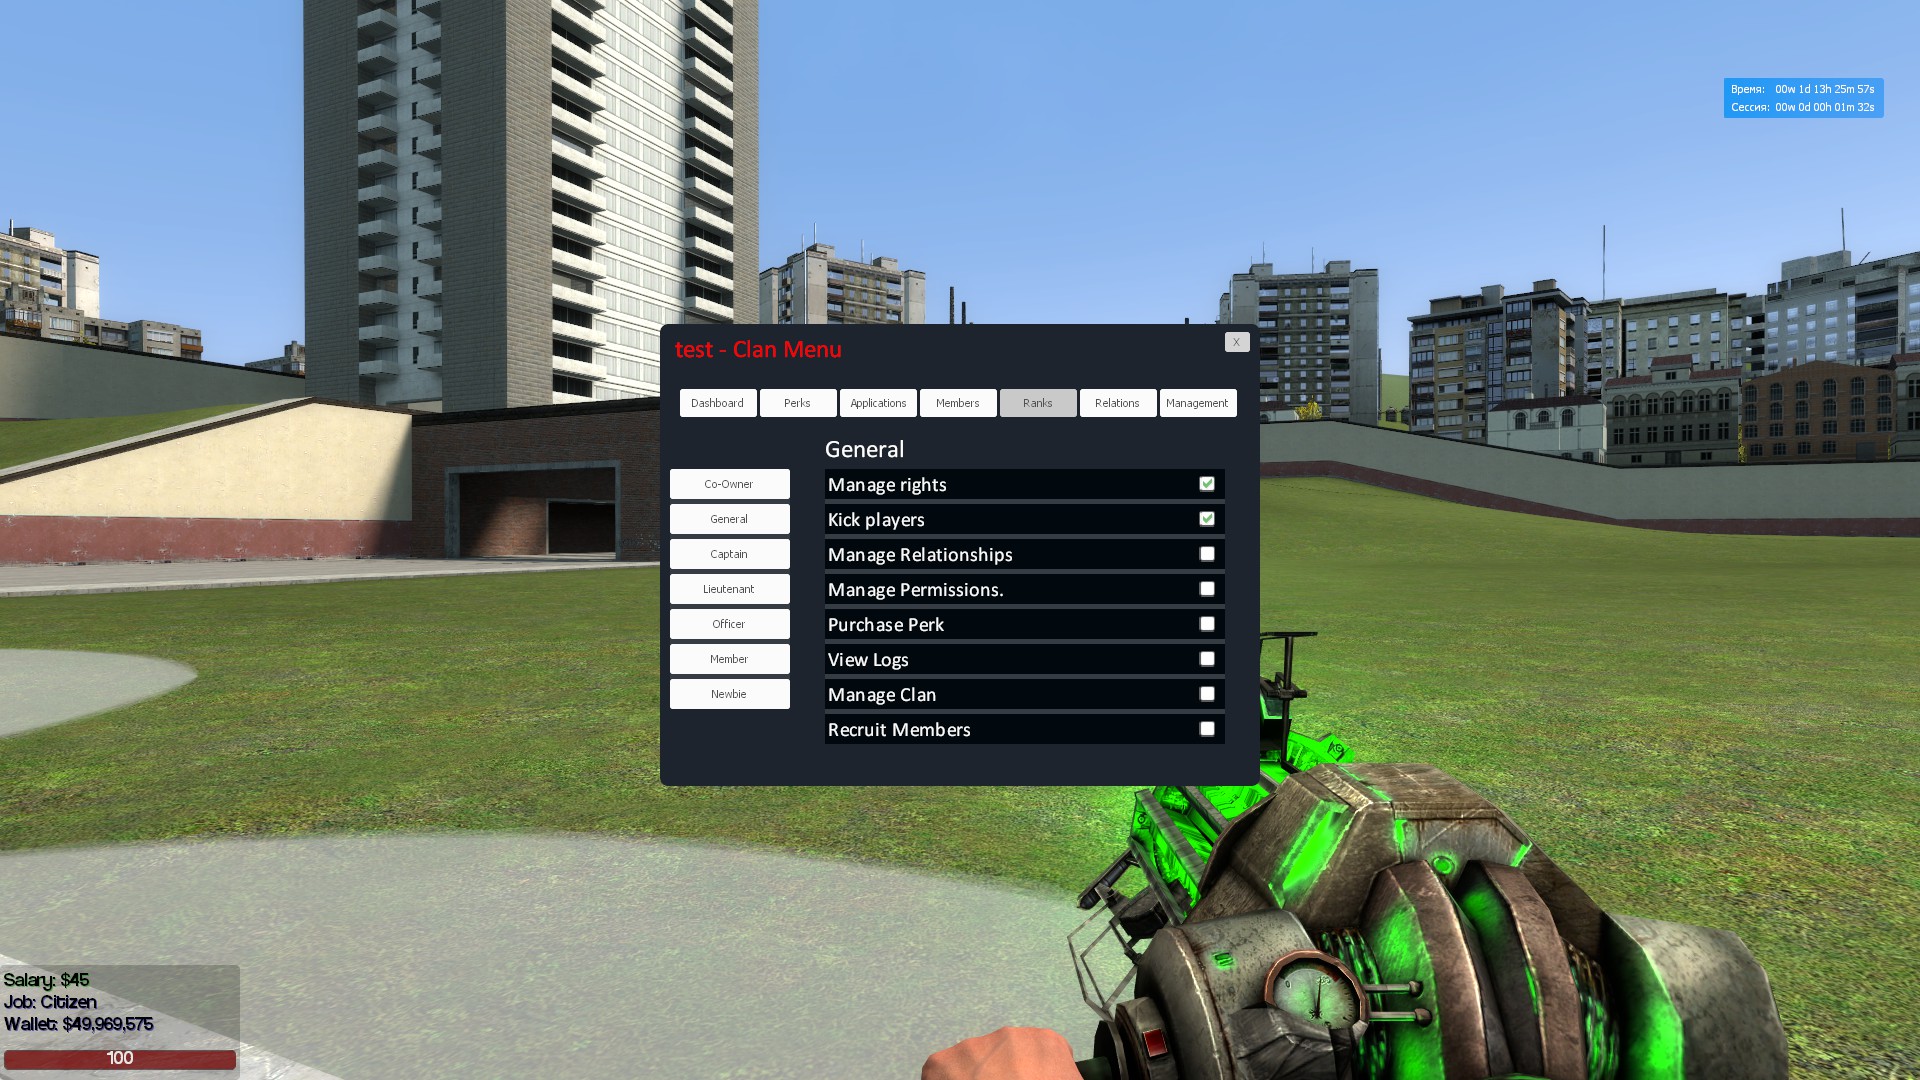 Время: 00w 1d 13h 25m 57s
Сессия: 00w 0d 00h 01m 32s
test - Clan Menu
X
Dashboard Perks Applications Members Ranks Relations Management
General
Co-Owner
General
Captain
Lieutenant
Officer
Member
Newbie
Manage rights
Kick players
Manage Relationships
Manage Permissions.
Purchase Perk
View Logs
Manage Clan
Recruit Members
Salary: $45
Job: Citizen
Wallet: $49,969,575
100